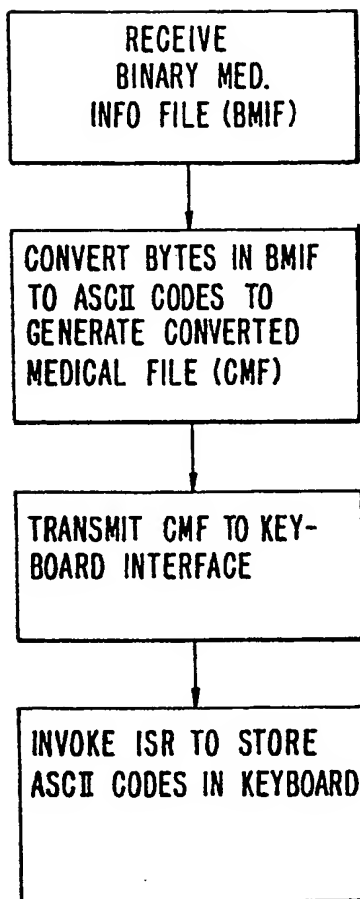 RECEIVE
BINARY MED.
INFO FILE (BMIF)
CONVERT BYTES IN BMIF
TO ASCII CODES TO
GENERATE CONVERTED
MEDICAL FILE (CMF)
TRANSMIT CMF TO KEY-
BOARD INTERFACE
INVOKE ISR TO STORE
ASCII CODES IN KEYBOARD